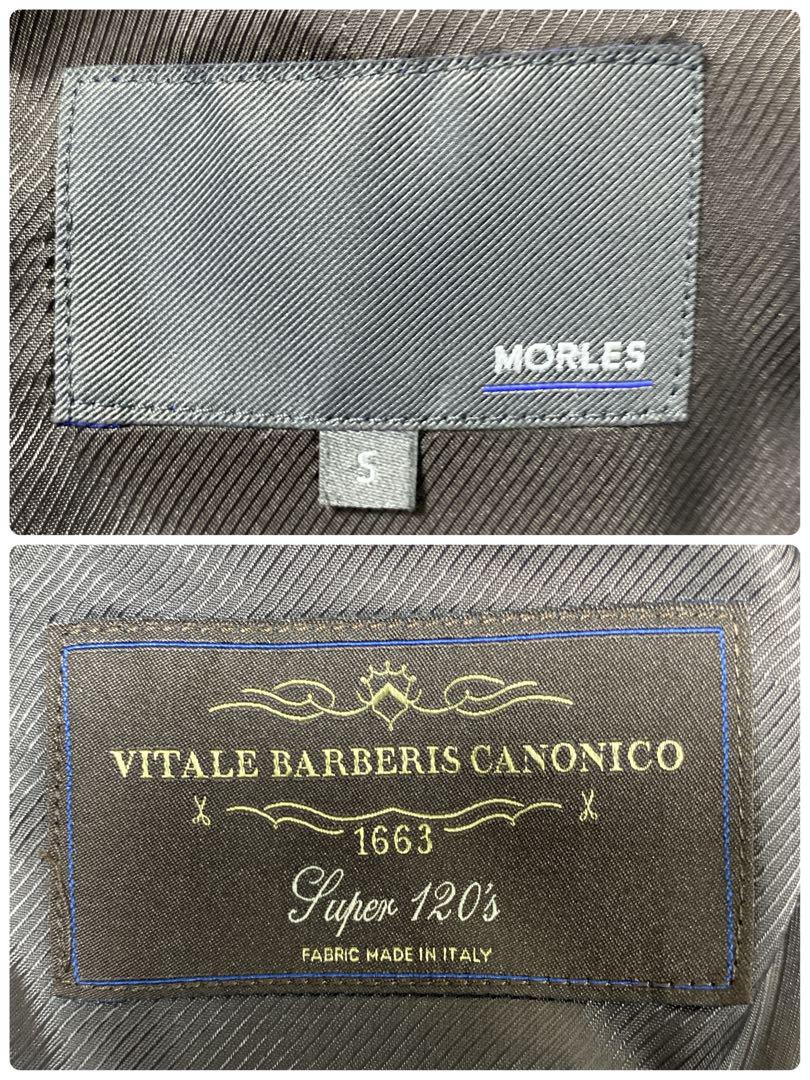 MORLES
S
VITALE BARBERIS CANONICO
1663
Super 120's
FABRIC MADE IN ITALY